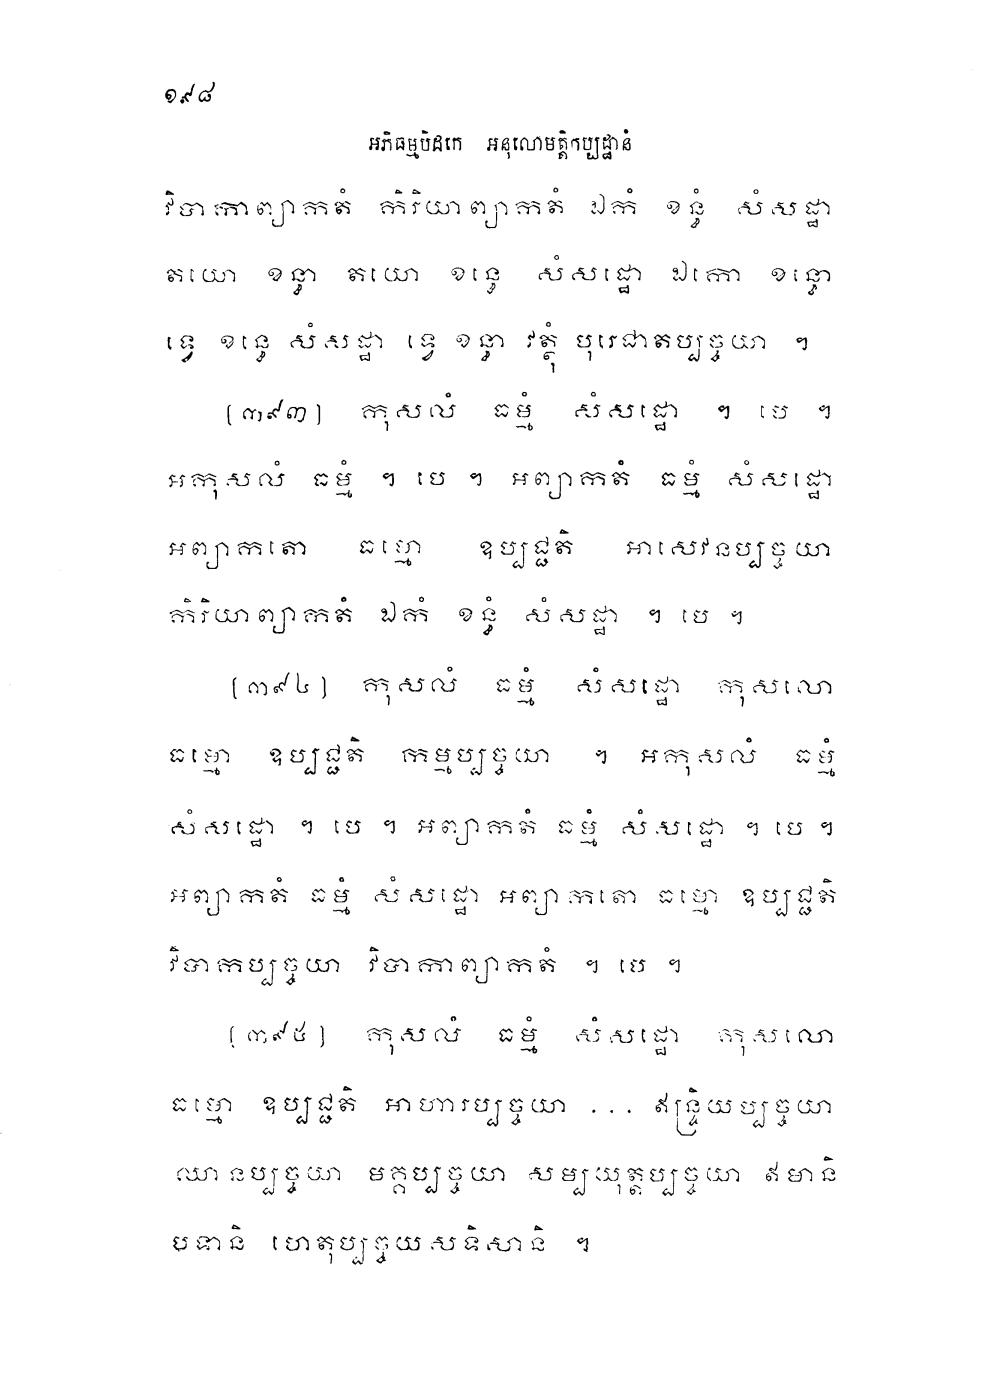 ១៩៨
អភិធម្មបិដកេ អនុលោមត្តិកប្បដ្ឋានំ
វិបាកាព្យាកតំ កិរិយាព្យាកតំ ឯកំ ខន្ធំ សំសដ្ឋា
តយោ ខន្ធា តយោ ខន្ធេ សំសដ្ឋោ ឯកោ ខន្ធោ
ទ្វេ ខន្ធេ សំសដ្ឋា ទ្វេ ខន្ធា វត្ថុំ បុរេជាតប្បច្ចយា ។
[៣៩៣] កុសលំ ធម្មំ សំសដ្ឋោ ។ បេ ។
អកុសលំ ធម្មំ ។ បេ ។ អព្យាកតំ ធម្មំ សំសដ្ឋោ
អព្យាកតោ ធម្មោ ឧប្បជ្ជតិ អាសេវនប្បច្ចយា
កិរិយាព្យាកតំ ឯកំ ខន្ធំ សំសដ្ឋា ។ បេ ។
[៣៩៤] កុសលំ ធម្មំ សំសដ្ឋោ កុសលោ
ធម្មោ ឧប្បជ្ជតិ កម្មប្បច្ចយា ។ អកុសលំ ធម្មំ
សំសដ្ឋោ ។ បេ ។ អព្យាកតំ ធម្មំ សំសដ្ឋោ ។ បេ ។
អព្យាកតំ ធម្មំ សំសដ្ឋោ អព្យាកតោ ធម្មោ ឧប្បជ្ជតិ
វិបាកប្បច្ចយា វិបាកាព្យាកតំ ។ បេ ។
[៣៩៥] កុសលំ ធម្មំ សំសដ្ឋោ កុសលោ
ធម្មោ ឧប្បជ្ជតិ អាហារប្បច្ចយា ... ឥន្ទ្រិយប្បច្ចយា
ឈានប្បច្ចយា មគ្គប្បច្ចយា សម្បយុត្តប្បច្ចយា ឥមានិ
បទានិ ហេតុប្បច្ចយសទិសានិ ។